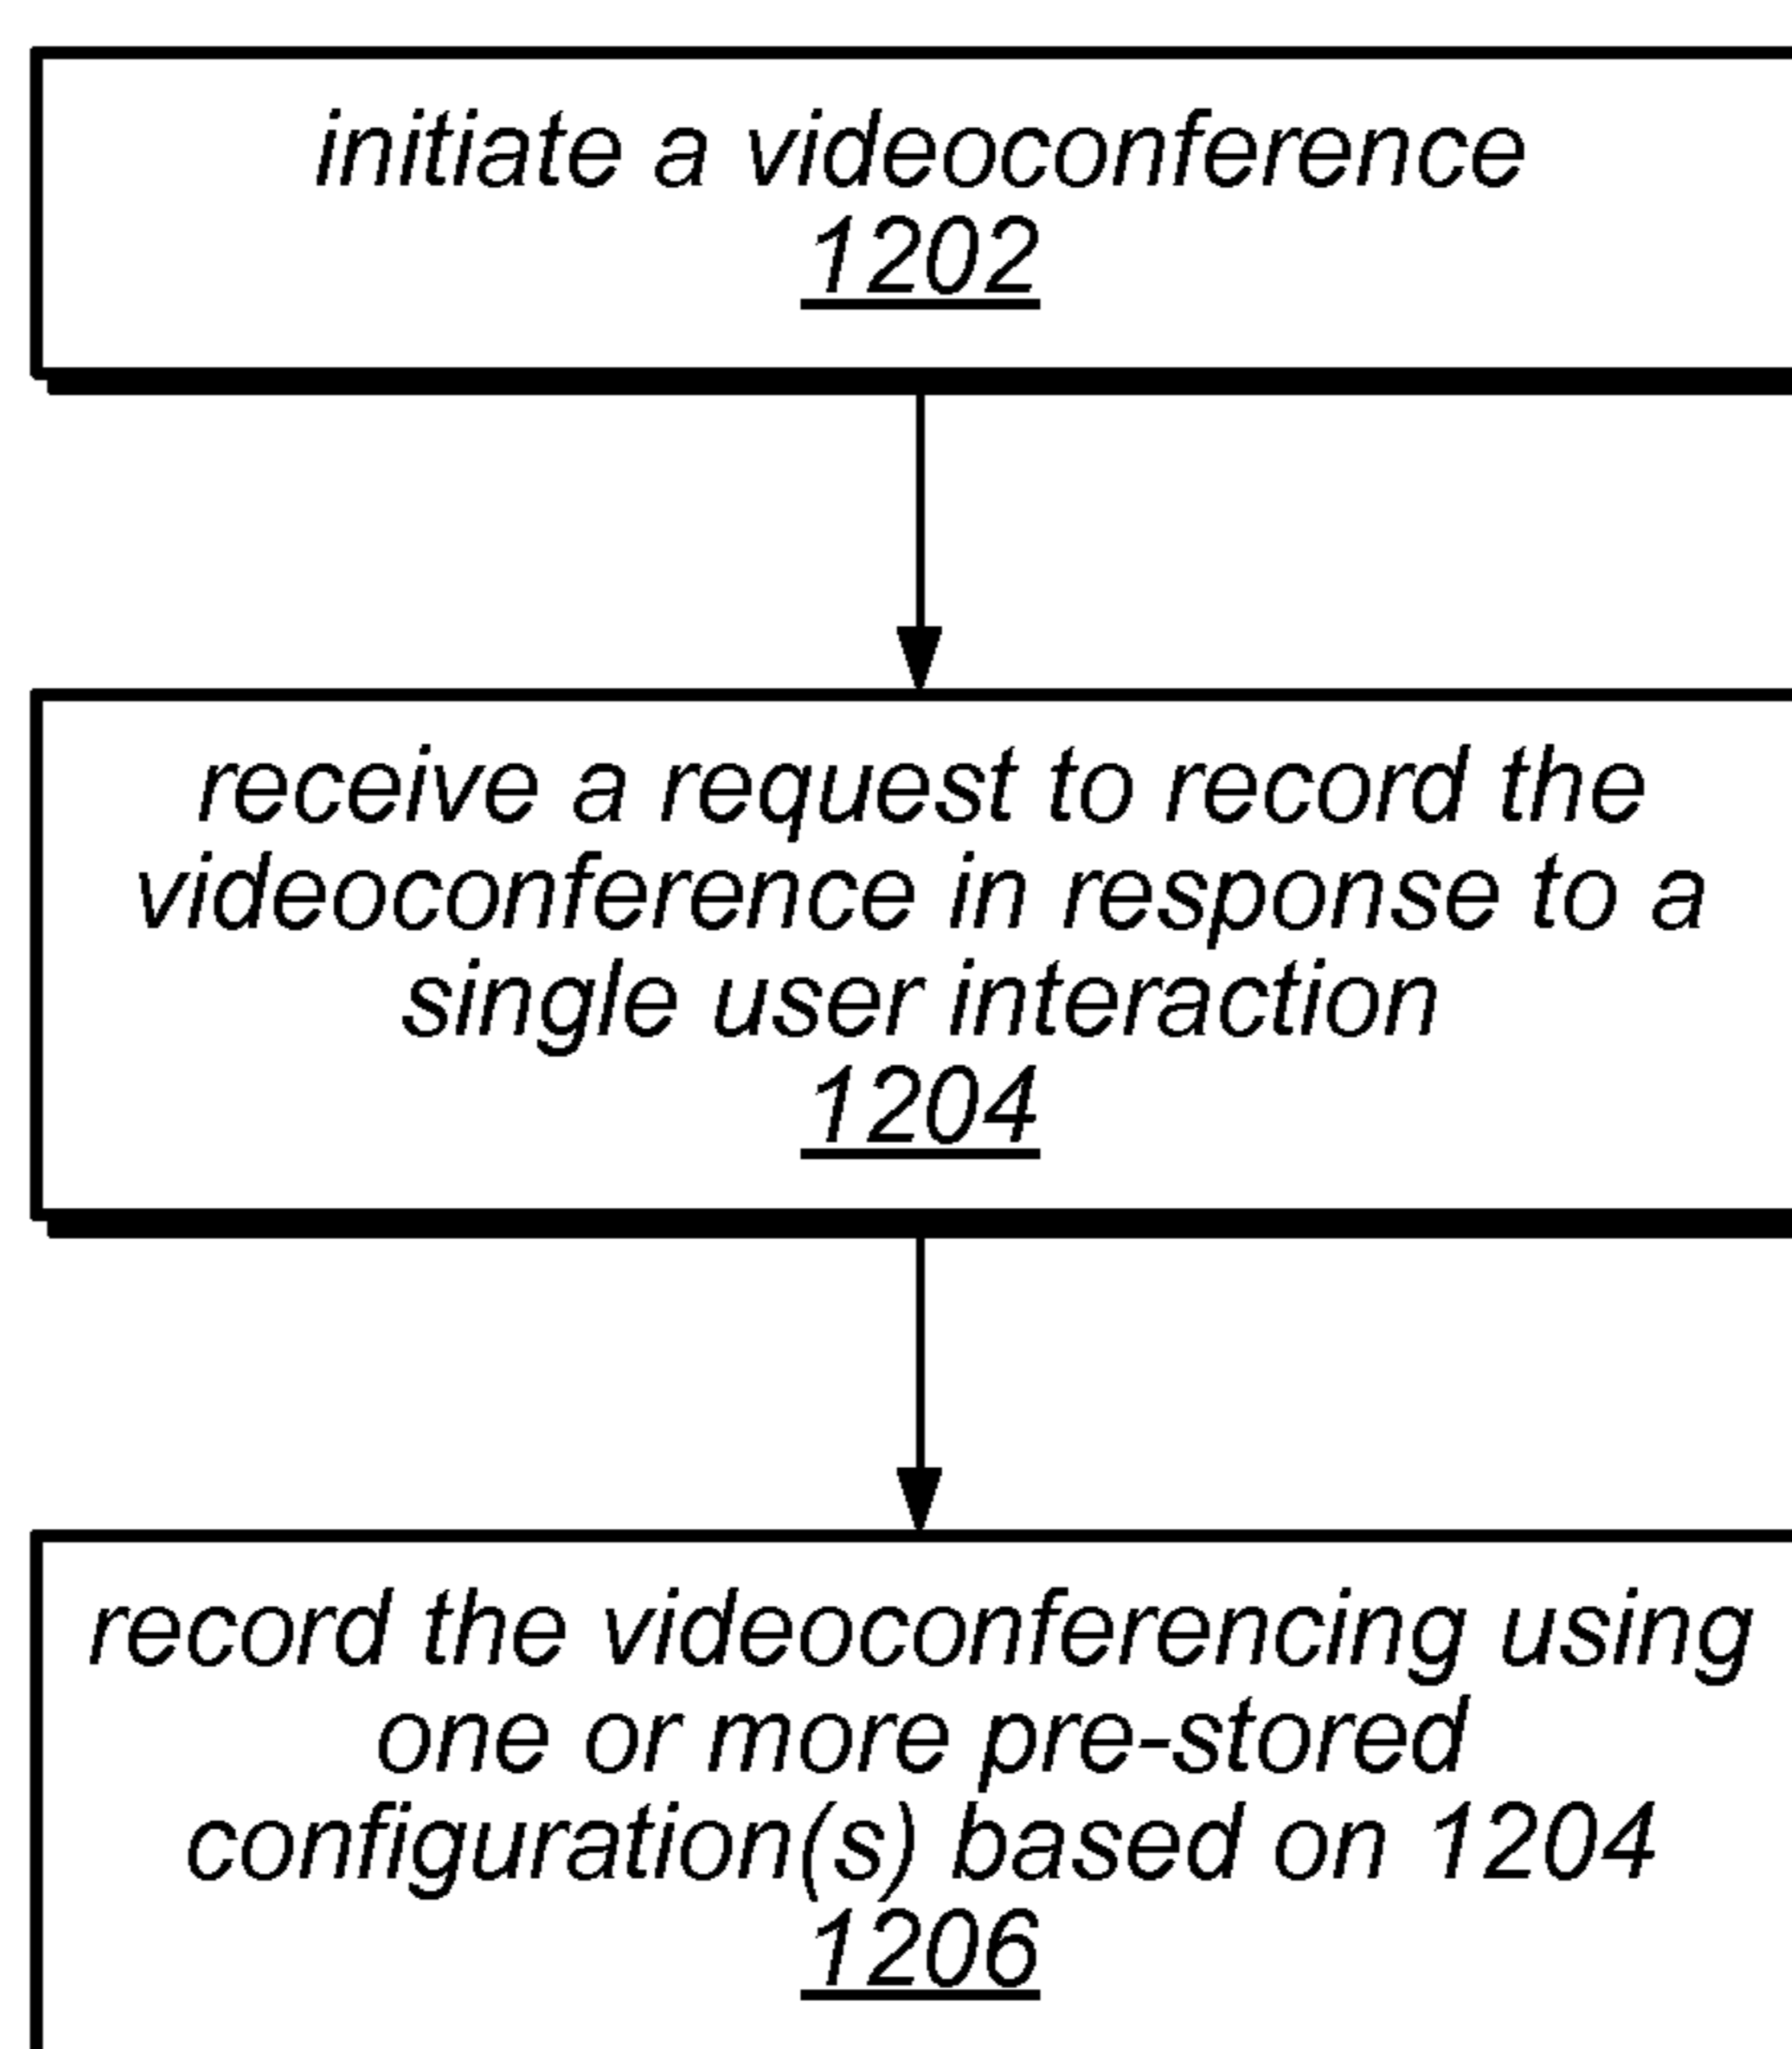 initiate a videoconference
1202
receive a request to record the
videoconference in response to a
single user interaction
1204
record the videoconferencing using
one or more pre-stored
configuration(s) based on 1204
1206